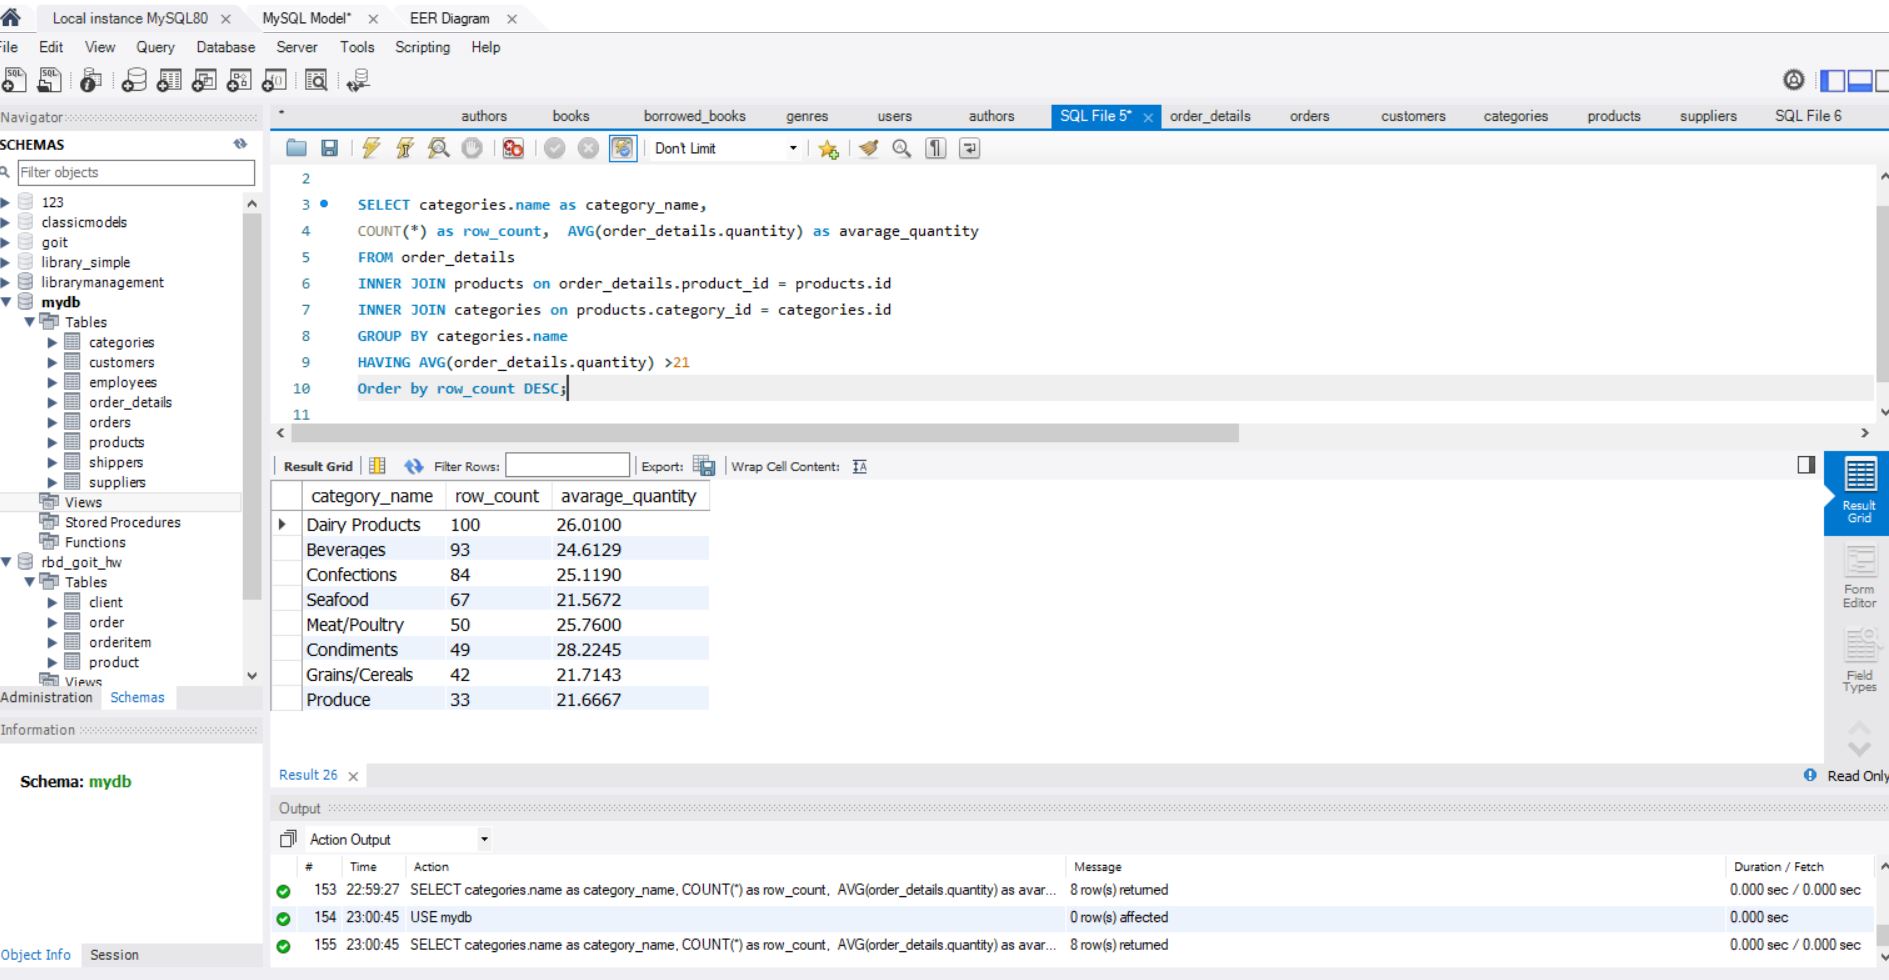 Local instance MySQL80
MySQL Model*
EER Diagram
File Edit View Query Database Server Tools Scripting Help
Navigator
SCHEMAS
Filter objects
123
classicmodels
goit
library_simple
librarymanagement
mydb
Tables
categories
customers
employees
order_details
orders
products
shippers
suppliers
Views
Stored Procedures
Functions
rbd_goit_hw
Tables
client
order
orderitem
product
Views
Administration Schemas
Information
Schema: mydb
Object Info Session
* authors books borrowed_books genres users authors SQL File 5* order_details orders customers categories products suppliers SQL File 6
Don't Limit
2
3 SELECT categories.name as category_name,
4 COUNT(*) as row_count,  AVG(order_details.quantity) as avarage_quantity
5 FROM order_details
6 INNER JOIN products on order_details.product_id = products.id
7 INNER JOIN categories on products.category_id = categories.id
8 GROUP BY categories.name
9 HAVING AVG(order_details.quantity) >21
10 Order by row_count DESC;
11
Result Grid Filter Rows: Export: Wrap Cell Content:
category_name row_count avarage_quantity
Dairy Products 100 26.0100
Beverages 93 24.6129
Confections 84 25.1190
Seafood 67 21.5672
Meat/Poultry 50 25.7600
Condiments 49 28.2245
Grains/Cereals 42 21.7143
Produce 33 21.6667
Result
Grid
Form
Editor
Field
Types
Result 26
Read Only
Output
Action Output
# Time Action Message Duration / Fetch
153 22:59:27 SELECT categories.name as category_name, COUNT(*) as row_count,  AVG(order_details.quantity) as avar... 8 row(s) returned 0.000 sec / 0.000 sec
154 23:00:45 USE mydb 0 row(s) affected 0.000 sec
155 23:00:45 SELECT categories.name as category_name, COUNT(*) as row_count,  AVG(order_details.quantity) as avar... 8 row(s) returned 0.000 sec / 0.000 sec